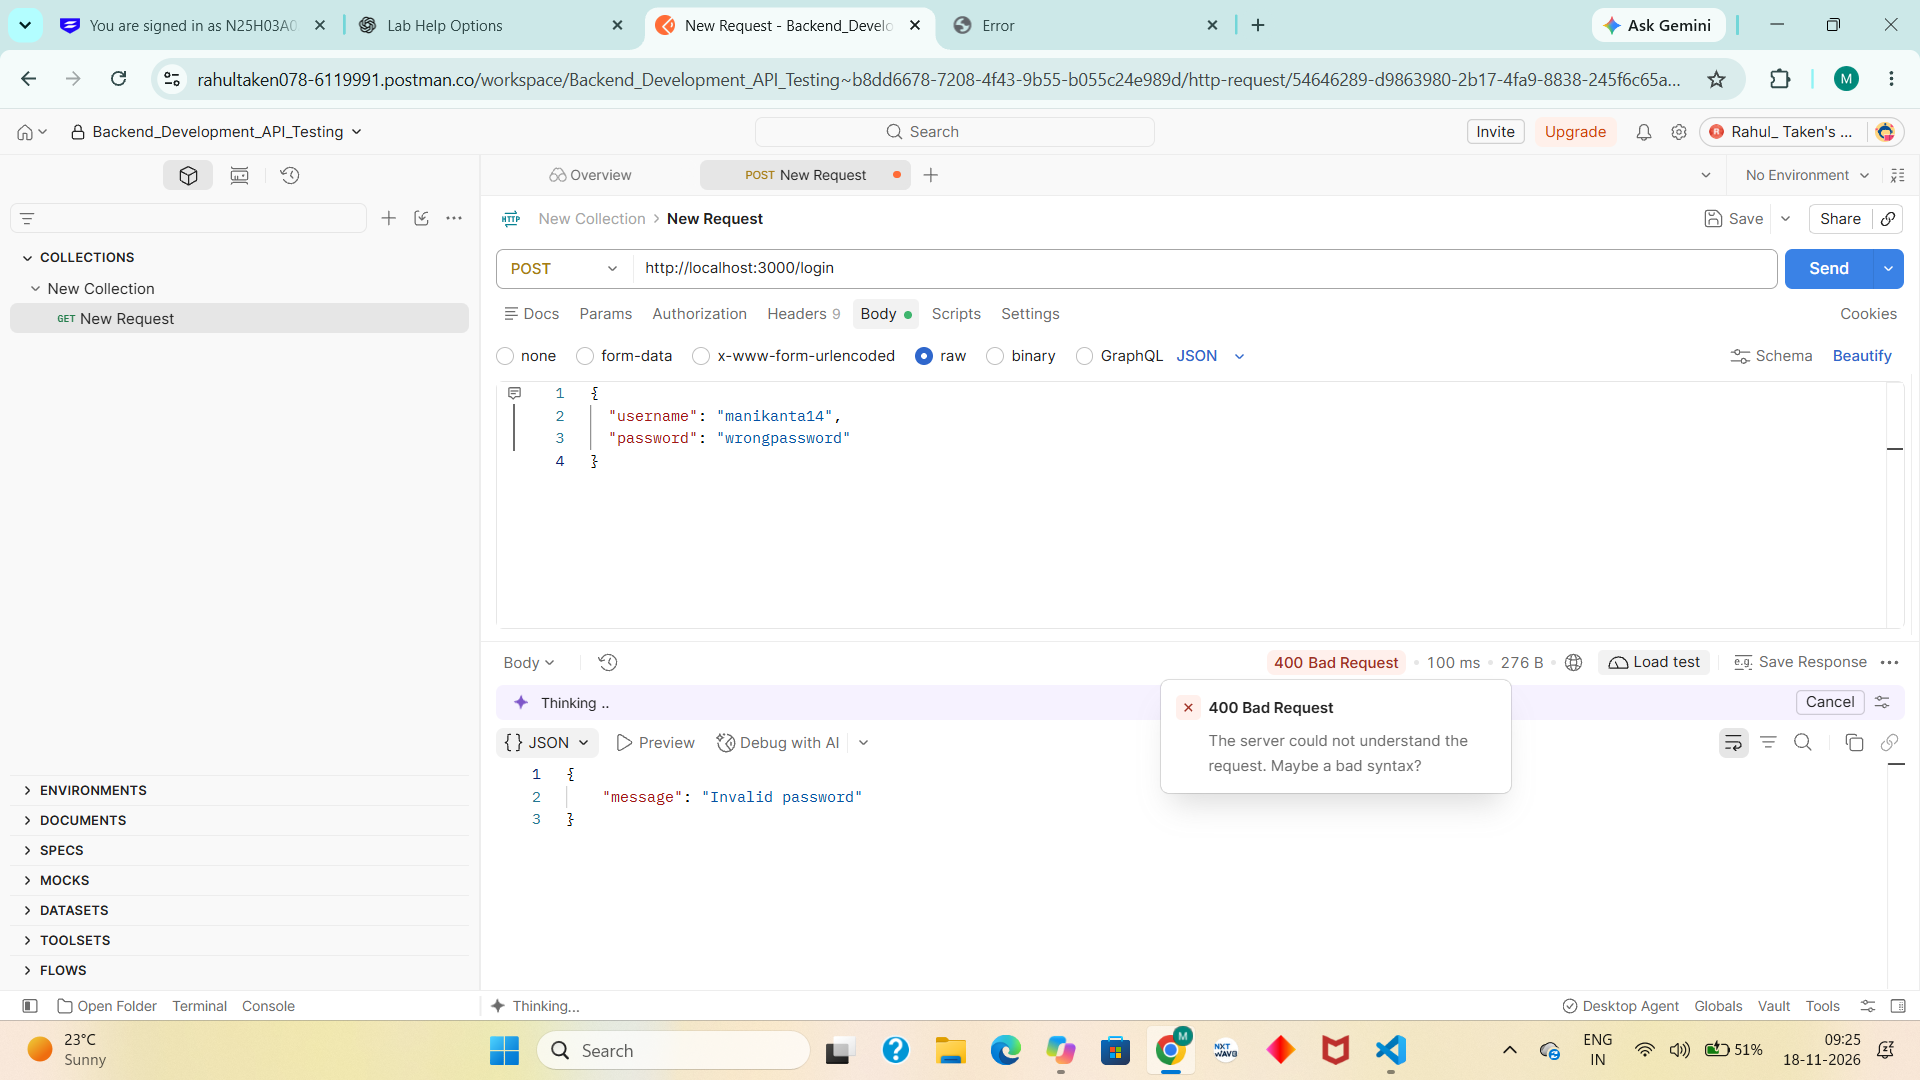 You are signed in as N25H03A0
Lab Help Options
New Request - Backend_Develo
Error
Ask Gemini
rahultaken078-6119991.postman.co/workspace/Backend_Development_API_Testing~b8dd6678-7208-4f43-9b55-b055c24e989d/http-request/54646289-d9863980-2b17-4fa9-8838-245f6c65a...
M
Backend_Development_API_Testing
Search
Invite
Upgrade
R Rahul_ Taken's ...
Overview
POST New Request
No Environment
COLLECTIONS
New Collection
GET New Request
HTTP New Collection > New Request
Save
Share
POST
http://localhost:3000/login
Send
Docs
Params
Authorization
Headers 9
Body
Scripts
Settings
Cookies
none
form-data
x-www-form-urlencoded
raw
binary
GraphQL
JSON
Schema
Beautify
1 {
2 "username": "manikanta14",
3 "password": "wrongpassword"
4 }
Body
400 Bad Request
100 ms
276 B
Load test
e.g. Save Response
Thinking ..
Cancel
400 Bad Request
The server could not understand the
request. Maybe a bad syntax?
{} JSON
Preview
Debug with AI
1 {
2 "message": "Invalid password"
3 }
ENVIRONMENTS
DOCUMENTS
SPECS
MOCKS
DATASETS
TOOLSETS
FLOWS
Open Folder
Terminal
Console
Thinking...
Desktop Agent
Globals
Vault
Tools
23°C
Sunny
Search
M
NXT
WAVE
ENG
IN
51%
09:25
18-11-2026